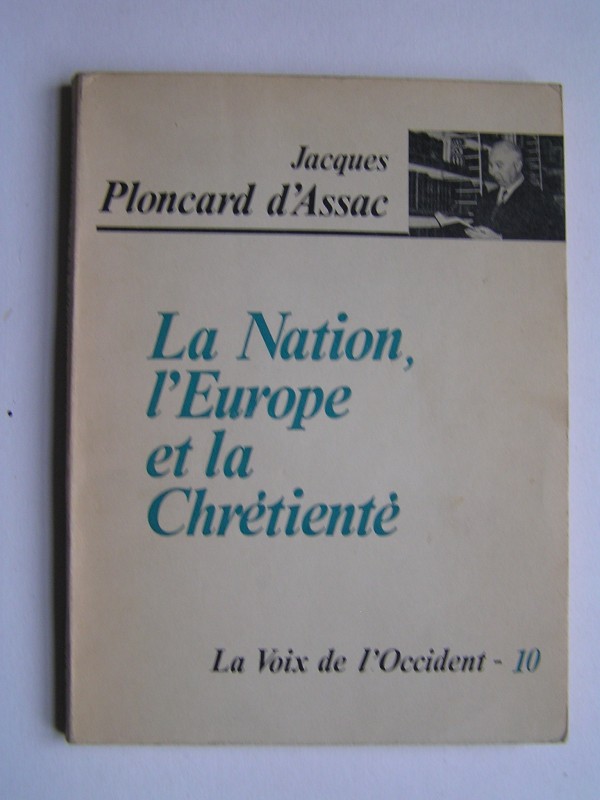 Jacques
Ploncard d'Assac
La Nation,
l'Europe
et la
Chrétienté
La Voix de l'Occident - 10